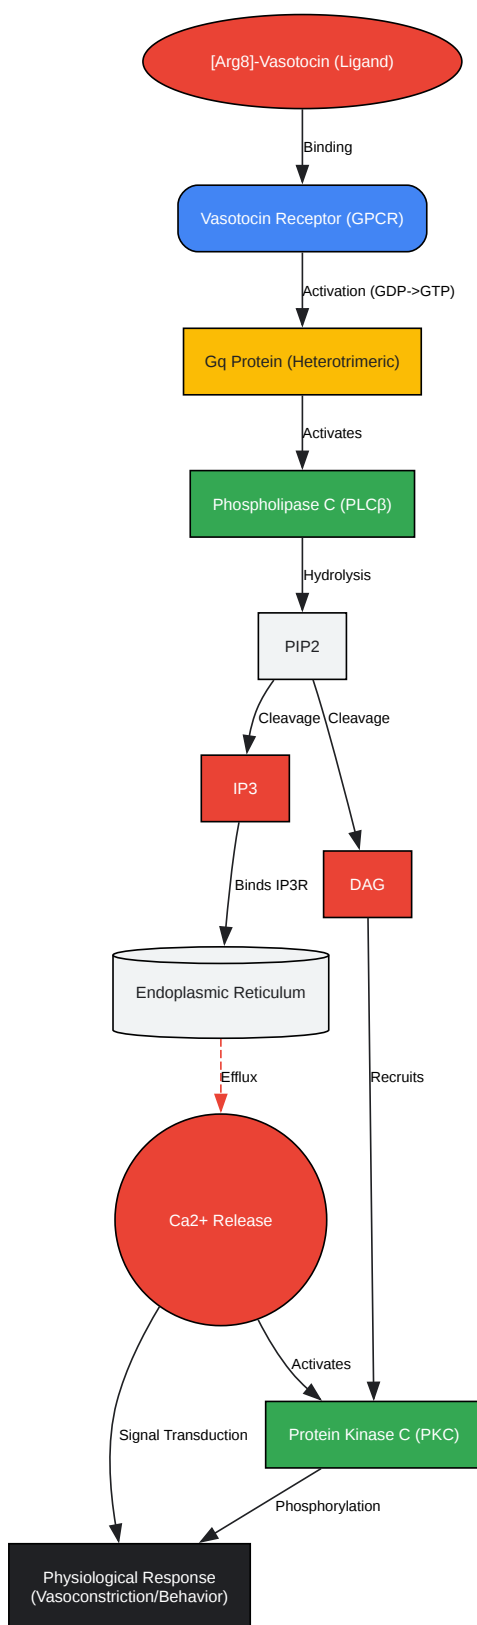 [Arg8]-Vasotocin (Ligand)
Binding
Vasotocin Receptor (GPCR)
Activation (GDP->GTP)
Gq Protein (Heterotrimeric)
Activates
Phospholipase C (PLCβ)
Hydrolysis
PIP2
Cleavage
Cleavage
IP3
DAG
Binds IP3R
Endoplasmic Reticulum
Efflux
Recruits
Ca2+ Release
Activates
Signal Transduction
Protein Kinase C (PKC)
Phosphorylation
Physiological Response
(Vasoconstriction/Behavior)